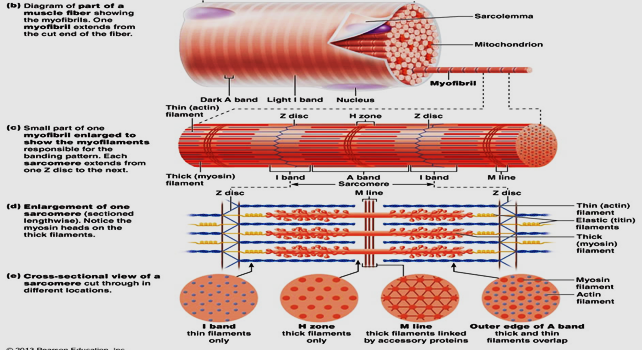 (b) Diagram of part of a
muscle fiber showing
the myofibrils. One
myofibril extends from
the cut end of the fiber.
Sarcolemma
Mitochondrion
Myofibril
Dark A band
Light I band
Nucleus
Thin (actin)
filament
Z disc
H zone
Z disc
(c) Small part of one
myofibril enlarged to
show the myofilaments
responsible for the
banding pattern. Each
sarcomere extends from
one Z disc to the next.
Thick (myosin)
filament
I band
A band
I band
M line
Sarcomere
Z disc
M line
Z disc
(d) Enlargement of one
sarcomere (sectioned
lengthwise). Notice the
myosin heads on the
thick filaments.
Thin (actin)
filament
Elastic (titin)
filaments
Thick
(myosin)
filament
(e) Cross-sectional view of a
sarcomere cut through in
different locations.
Myosin
filament
Actin
filament
I band
thin filaments
only
H zone
thick filaments
only
M line
thick filaments linked
by accessory proteins
Outer edge of A band
thick and thin
filaments overlap
© 2013 Pearson Education, Inc.